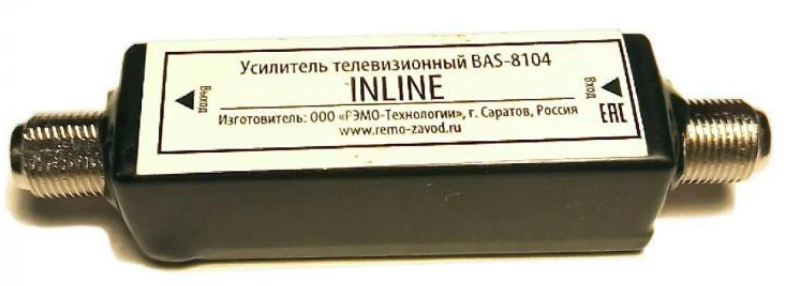 Усилитель телевизионный BAS-8104
INLINE
Выход
Вход
Изготовитель: ООО «РЭМО-Технологии», г. Саратов, Россия
www.remo-zavod.ru
EAC